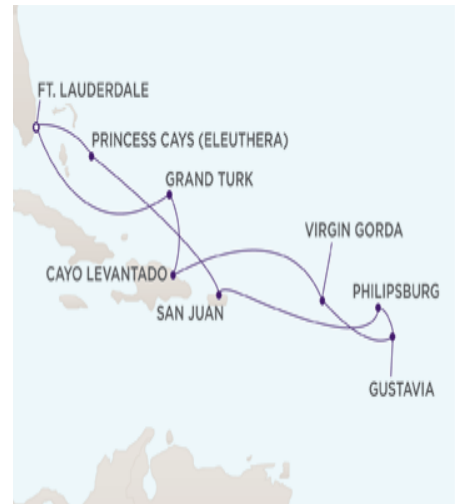 FT. LAUDERDALE
PRINCESS CAYS (ELEUTHERA)
GRAND TURK
VIRGIN GORDA
CAYO LEVANTADO
PHILIPSBURG
SAN JUAN
GUSTAVIA